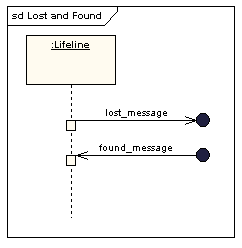 sd Lost and Found
:Lifeline
lost_message
found_message